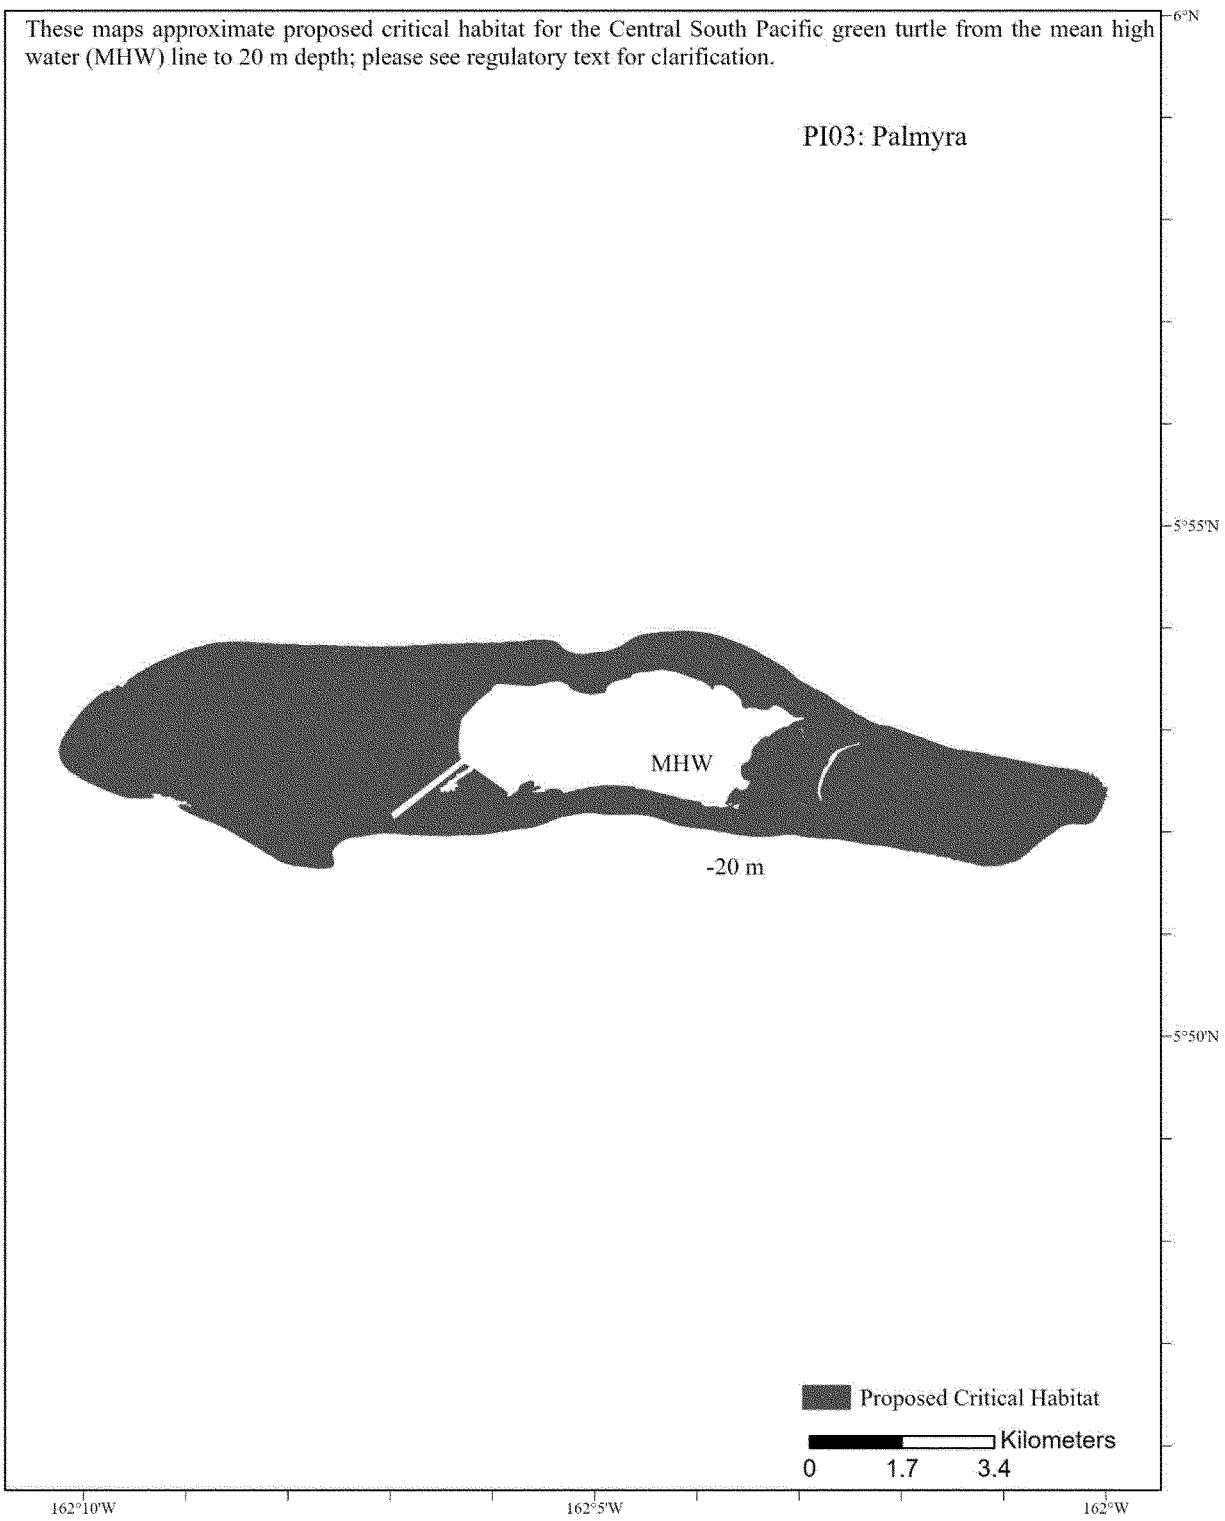 These maps approximate proposed critical habitat for the Central South Pacific green turtle from the mean high
water (MHW) line to 20 m depth; please see regulatory text for clarification.
6°N
PI03: Palmyra
5°55'N
MHW
-20 m
5°50'N
Proposed Critical Habitat
Kilometers
0 1.7 3.4
162°10'W 162°5'W 162°W